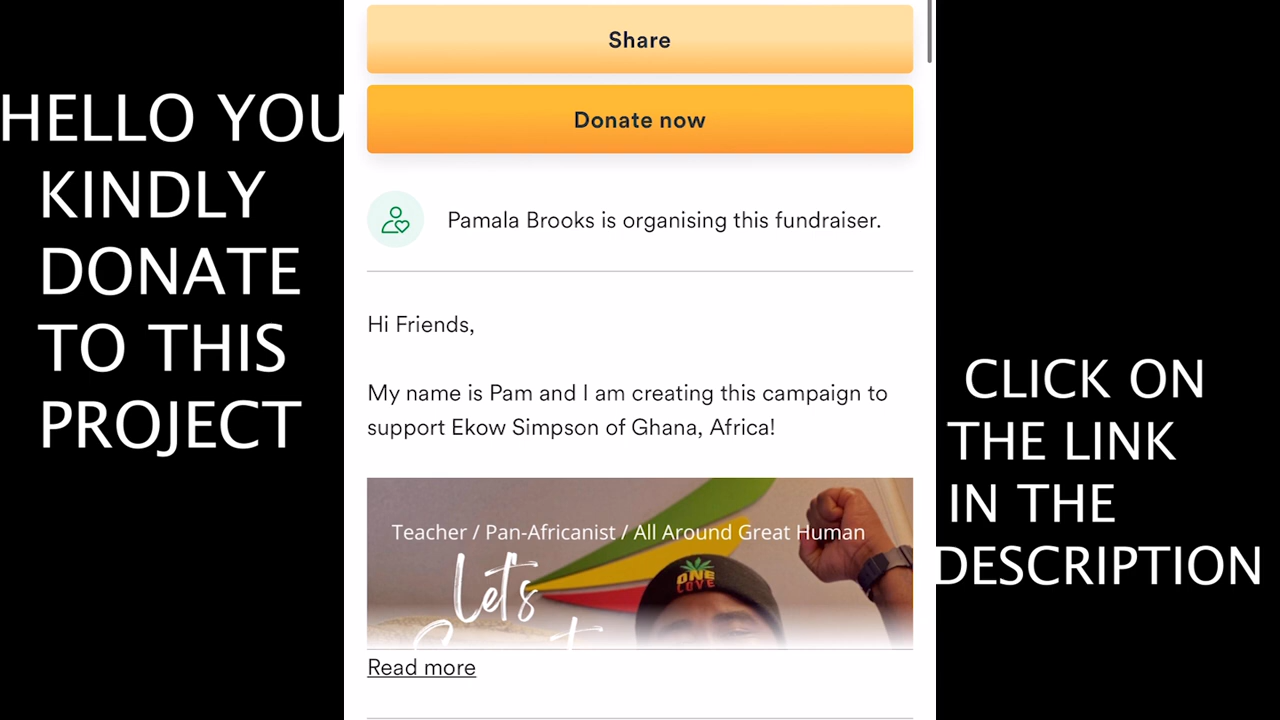 HELLO YOU
KINDLY
DONATE
TO THIS
PROJECT
Share
Donate now
Pamala Brooks is organising this fundraiser.
Hi Friends,
My name is Pam and I am creating this campaign to
support Ekow Simpson of Ghana, Africa!
Teacher / Pan-Africanist / All Around Great Human
Let's
ONE
LOVE
Read more
CLICK ON
THE LINK
IN THE
DESCRIPTION